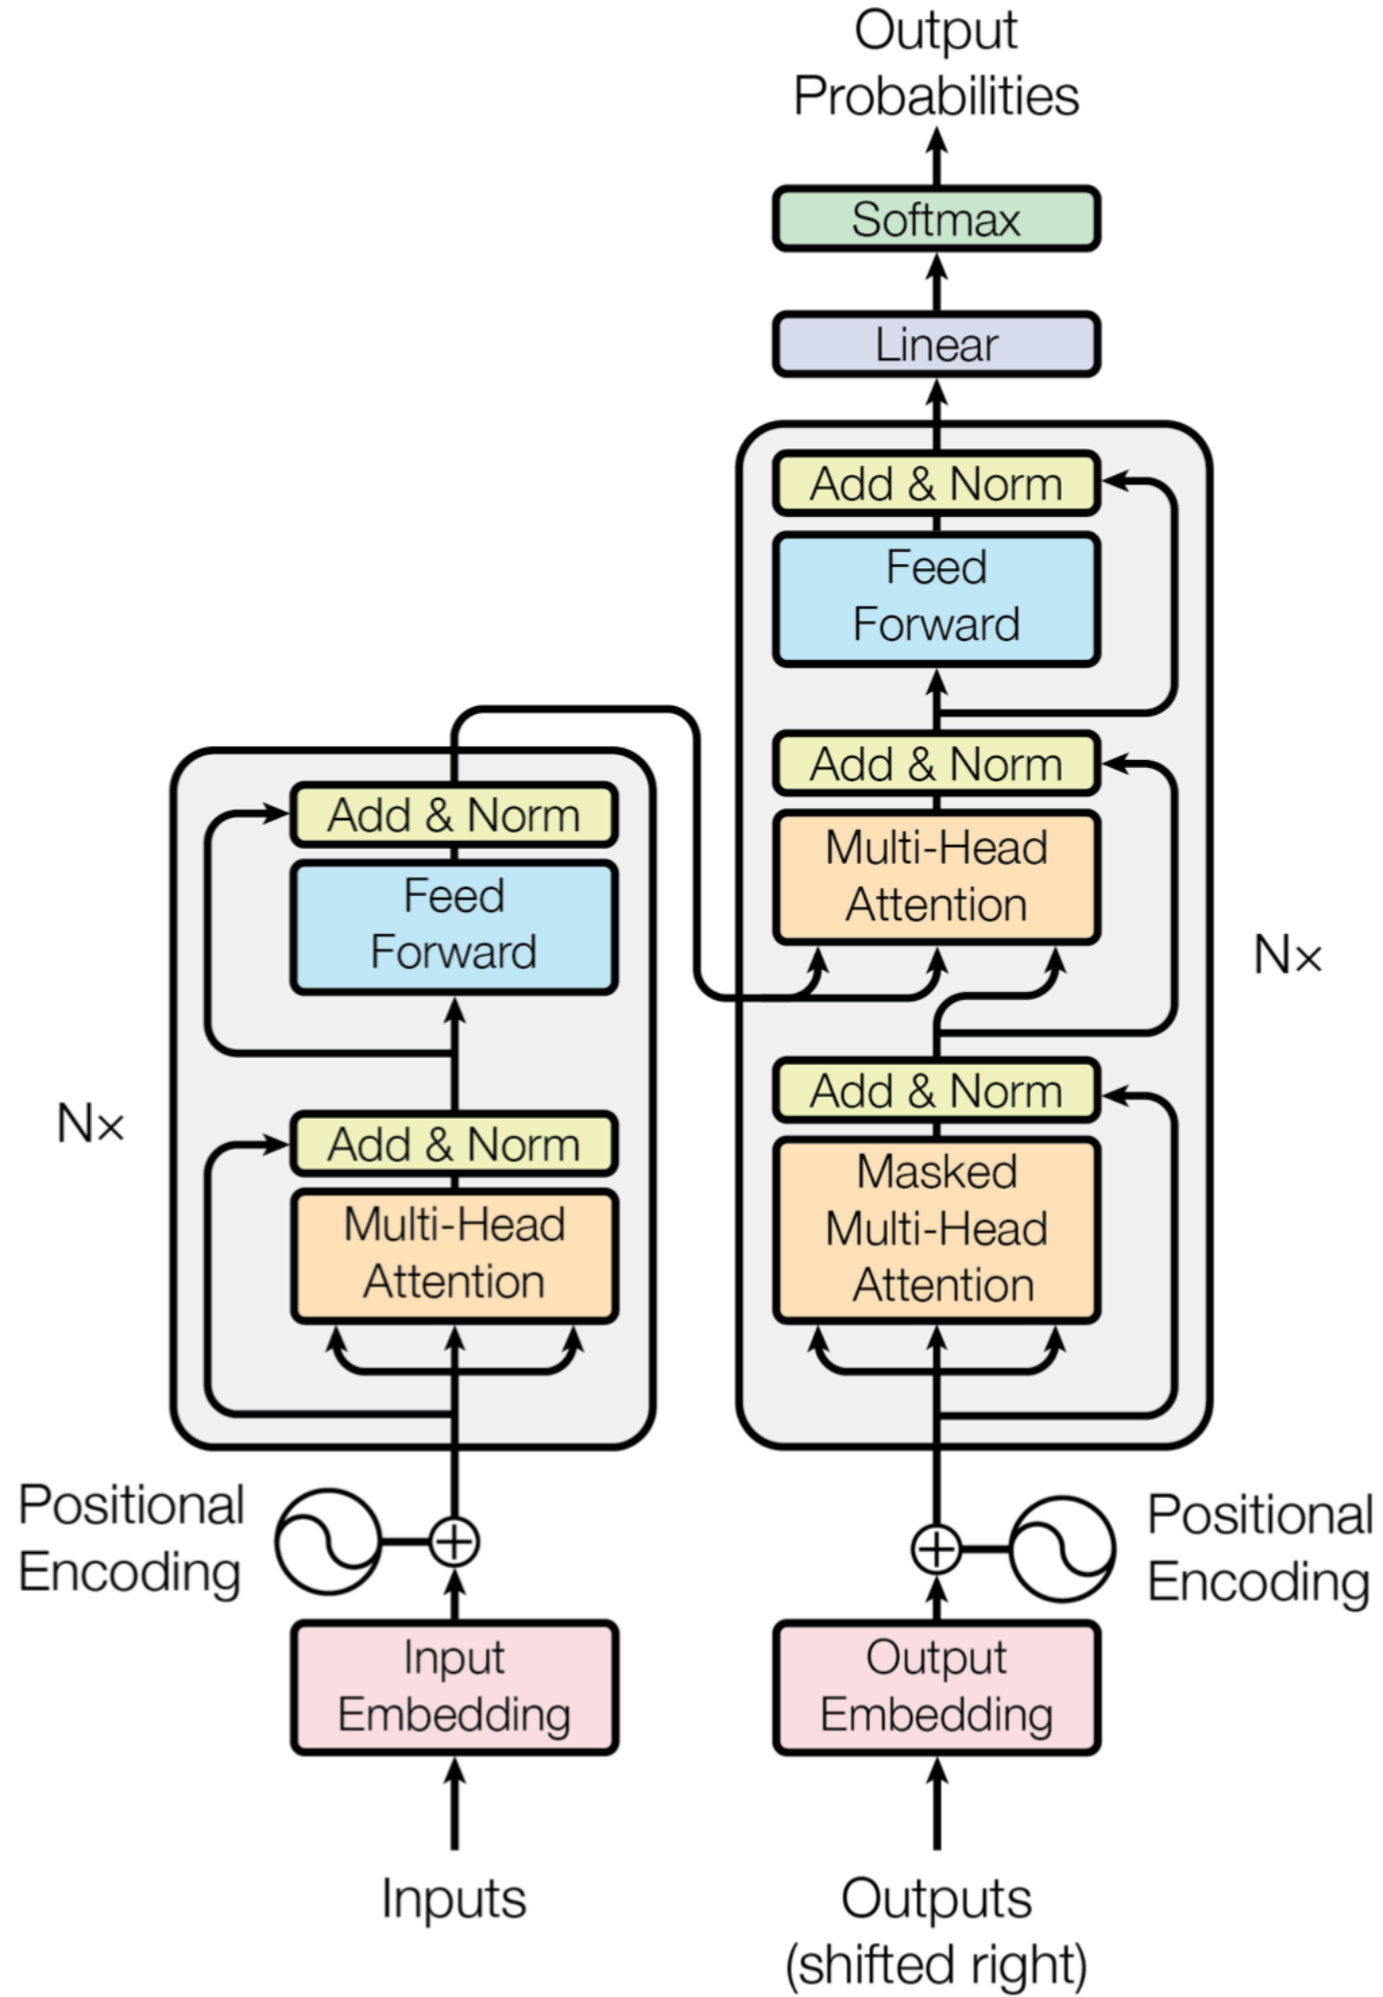 Output
Probabilities
Softmax
Linear
Add & Norm
Feed
Forward
Add & Norm
Multi-Head
Attention
Add & Norm
Masked
Multi-Head
Attention
N×
Add & Norm
Feed
Forward
Add & Norm
Multi-Head
Attention
N×
Positional
Encoding
Positional
Encoding
Input
Embedding
Output
Embedding
Inputs
Outputs
(shifted right)